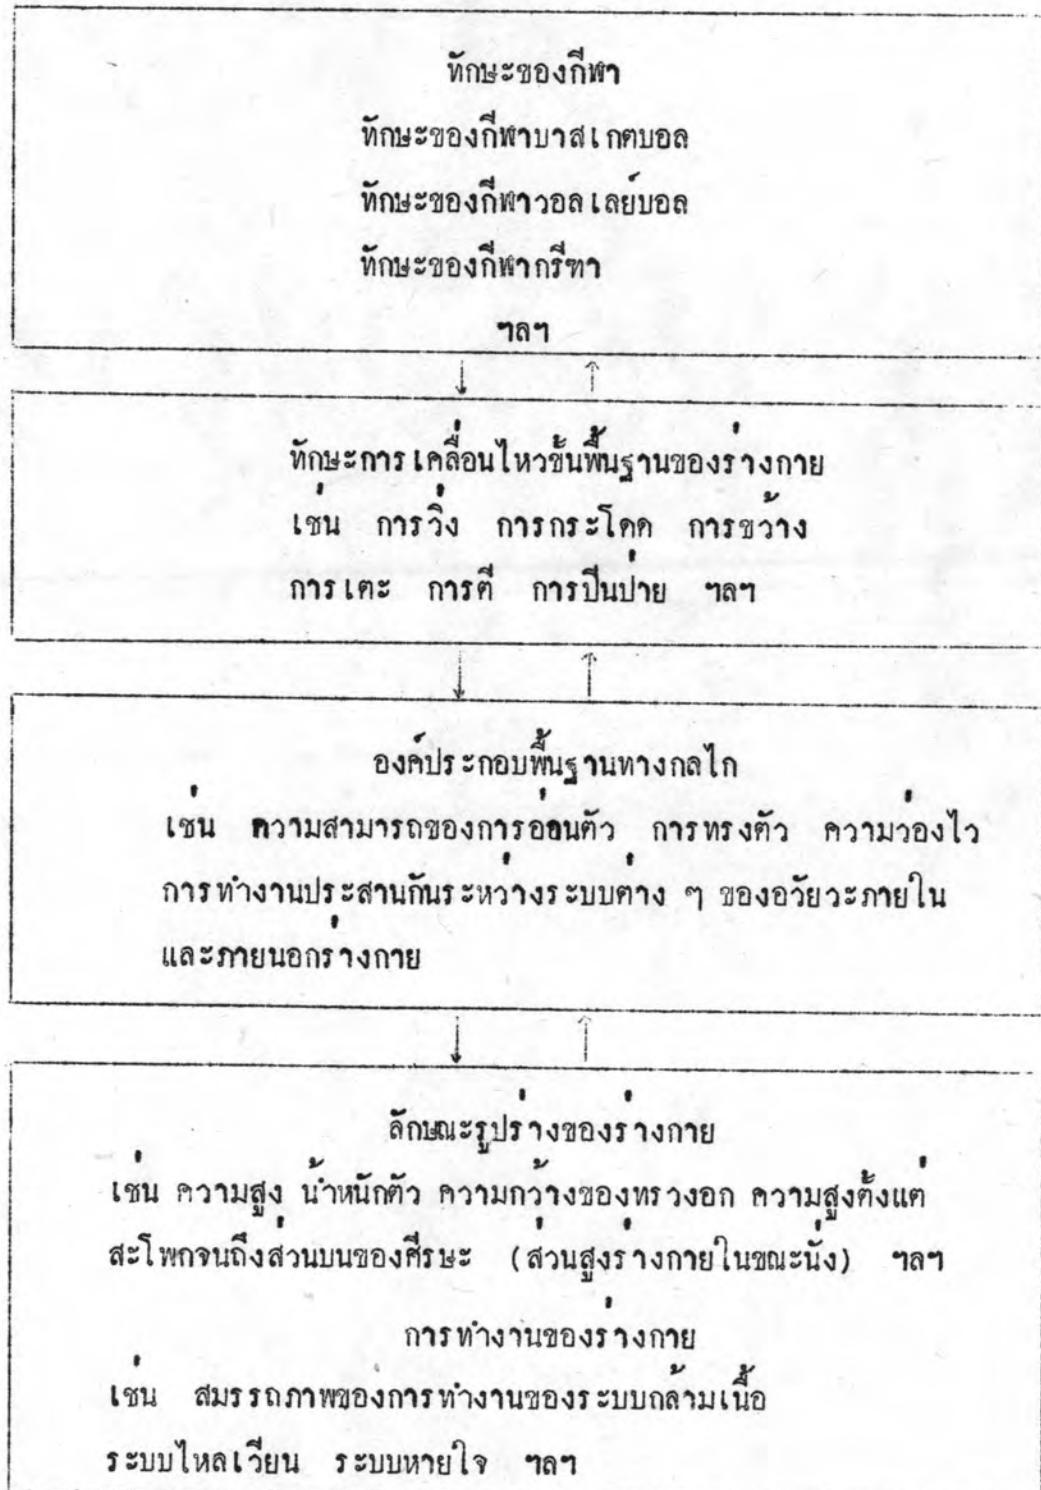 ทักษะของกีฬา
ทักษะของกีฬาบาสเกตบอล
ทักษะของกีฬาวอลเลย์บอล
ทักษะของกีฬากรีฑา
ฯลฯ
ทักษะการเคลื่อนไหวขั้นพื้นฐานของร่างกาย
เช่น การวิ่ง การกระโดด การขว้าง
การเตะ การตี การปีนป่าย ฯลฯ
องค์ประกอบพื้นฐานทางกลไก
เช่น ความสามารถของการอ่อนตัว การทรงตัว ความว่องไว
การทำงานประสานกันระหว่างระบบต่าง ๆ ของอวัยวะภายใน
และภายนอกร่างกาย
ลักษณะรูปร่างของร่างกาย
เช่น ความสูง น้ำหนักตัว ความกว้างของทรวงอก ความสูงตั้งแต่
สะโพกจนถึงส่วนบนของศีรษะ (ส่วนสูงร่างกายในขณะนั่ง) ฯลฯ
การทำงานของร่างกาย
เช่น สมรรถภาพของการทำงานของระบบกล้ามเนื้อ
ระบบไหลเวียน ระบบหายใจ ฯลฯ